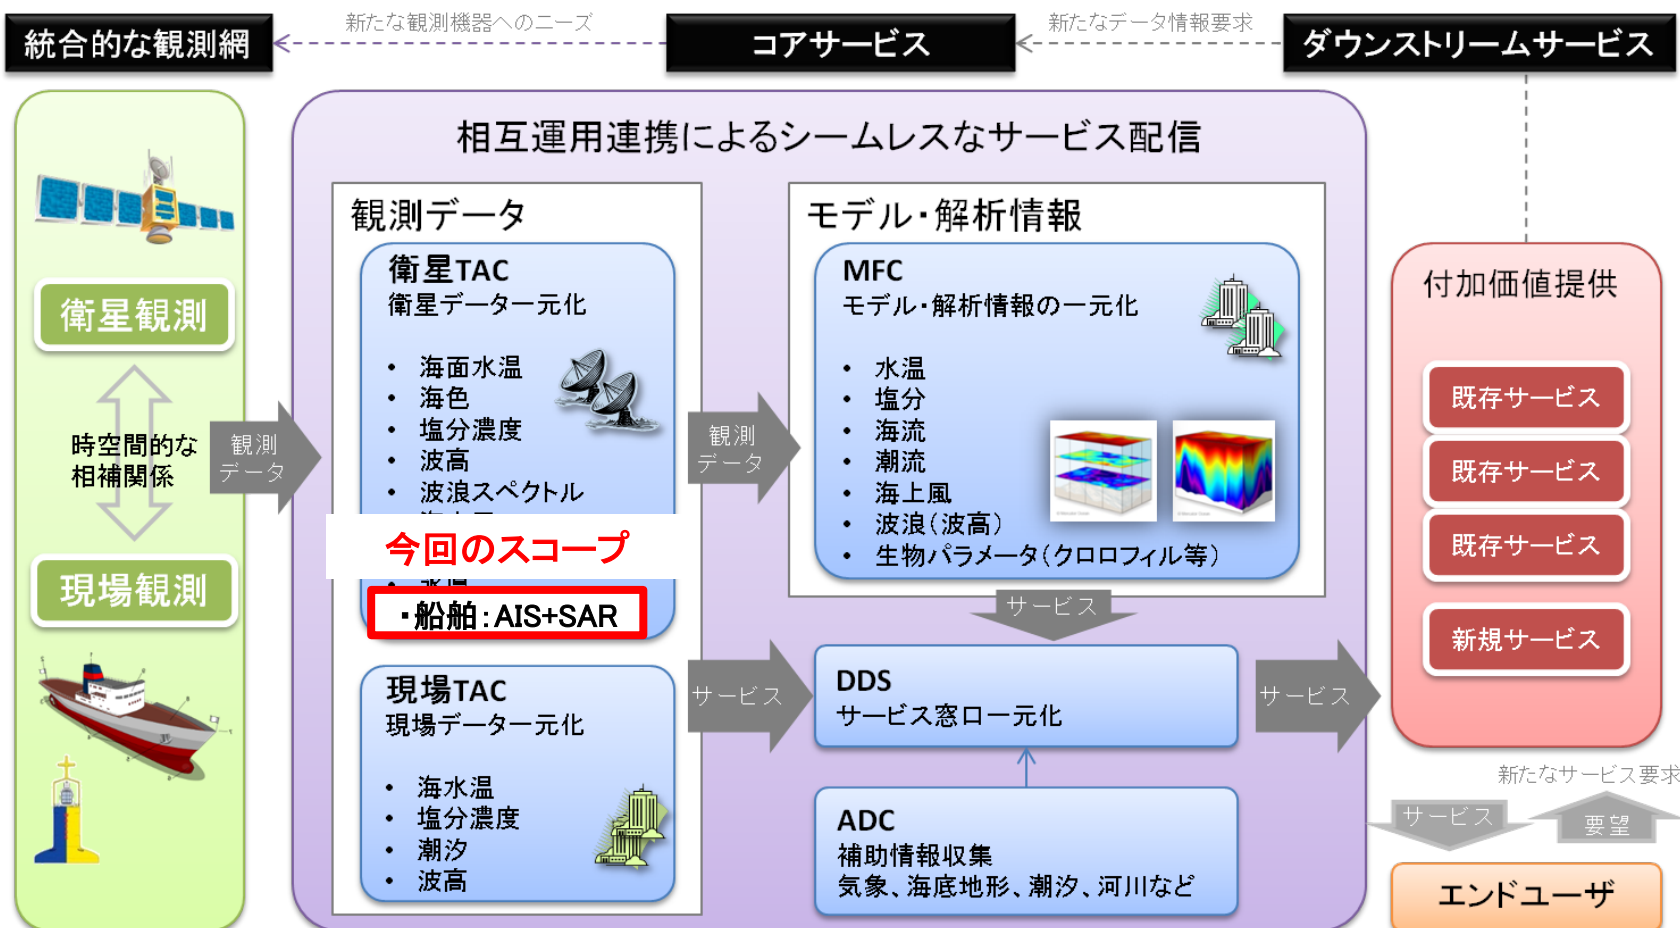 新たな観測機器へのニーズ
新たなデータ情報要求
統合的な観測網
コアサービス
ダウンストリームサービス
相互運用連携によるシームレスなサービス配信
衛星観測
時空間的な
相補関係
現場観測
観測
データ
観測データ
衛星TAC
衛星データ一元化
• 海面水温
• 海色
• 塩分濃度
• 波高
• 波浪スペクトル
今回のスコープ
・船舶：AIS+SAR
現場TAC
現場データ一元化
• 海水温
• 塩分濃度
• 潮汐
• 波高
観測
データ
サービス
モデル・解析情報
MFC
モデル・解析情報の一元化
• 水温
• 塩分
• 海流
• 潮流
• 海上風
• 波浪（波高）
• 生物パラメータ（クロロフィル等）
サービス
DDS
サービス窓口一元化
ADC
補助情報収集
気象、海底地形、潮汐、河川など
サービス
付加価値提供
既存サービス
既存サービス
既存サービス
新規サービス
新たなサービス要求
サービス
要望
エンドユーザ